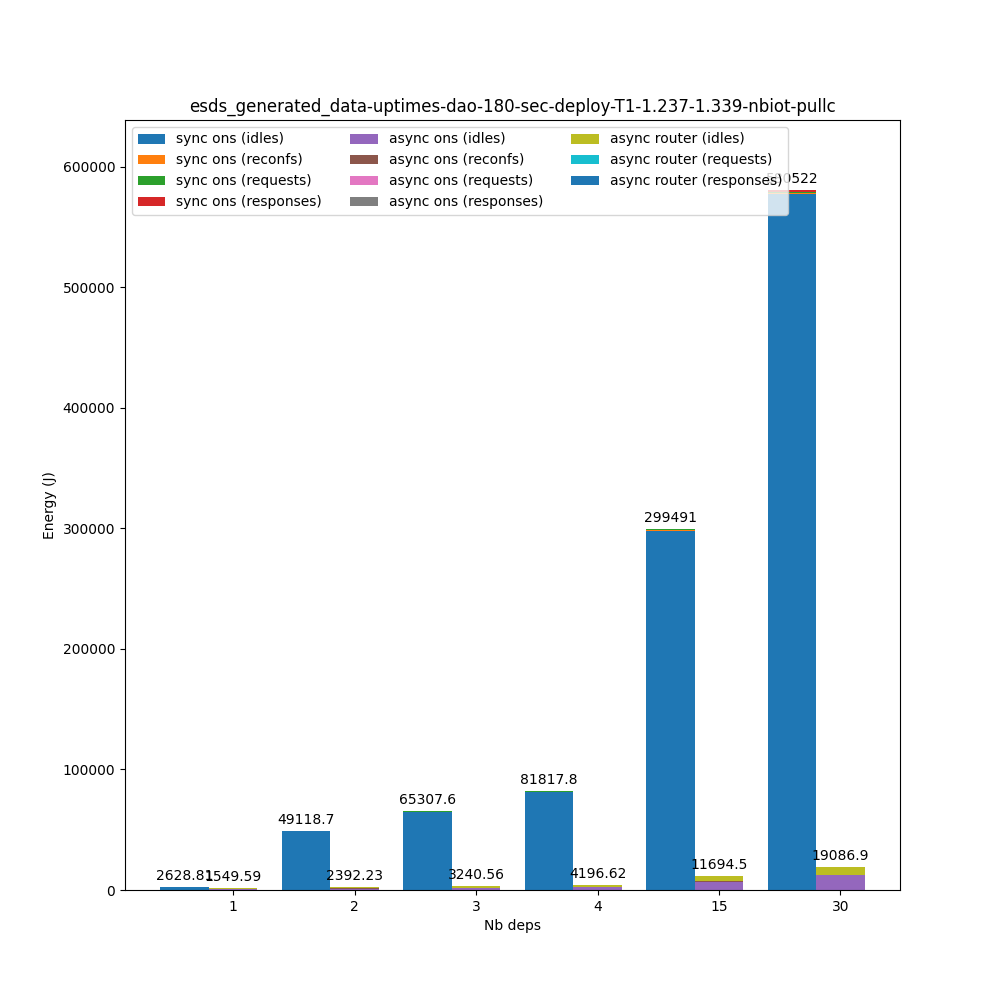 esds_generated_data-uptimes-dao-180-sec-deploy-T1-1.237-1.339-nbiot-pullc
sync ons (idles)
sync ons (reconfs)
sync ons (requests)
sync ons (responses)
async ons (idles)
async ons (reconfs)
async ons (requests)
async ons (responses)
async router (idles)
async router (requests)
async router (responses)
600000
500000
400000
300000
200000
100000
0
Energy (J)
2628.81
1549.59
49118.7
2392.23
65307.6
3240.56
81817.8
4196.62
299491
11694.5
580522
19086.9
1
2
3
4
15
30
Nb deps